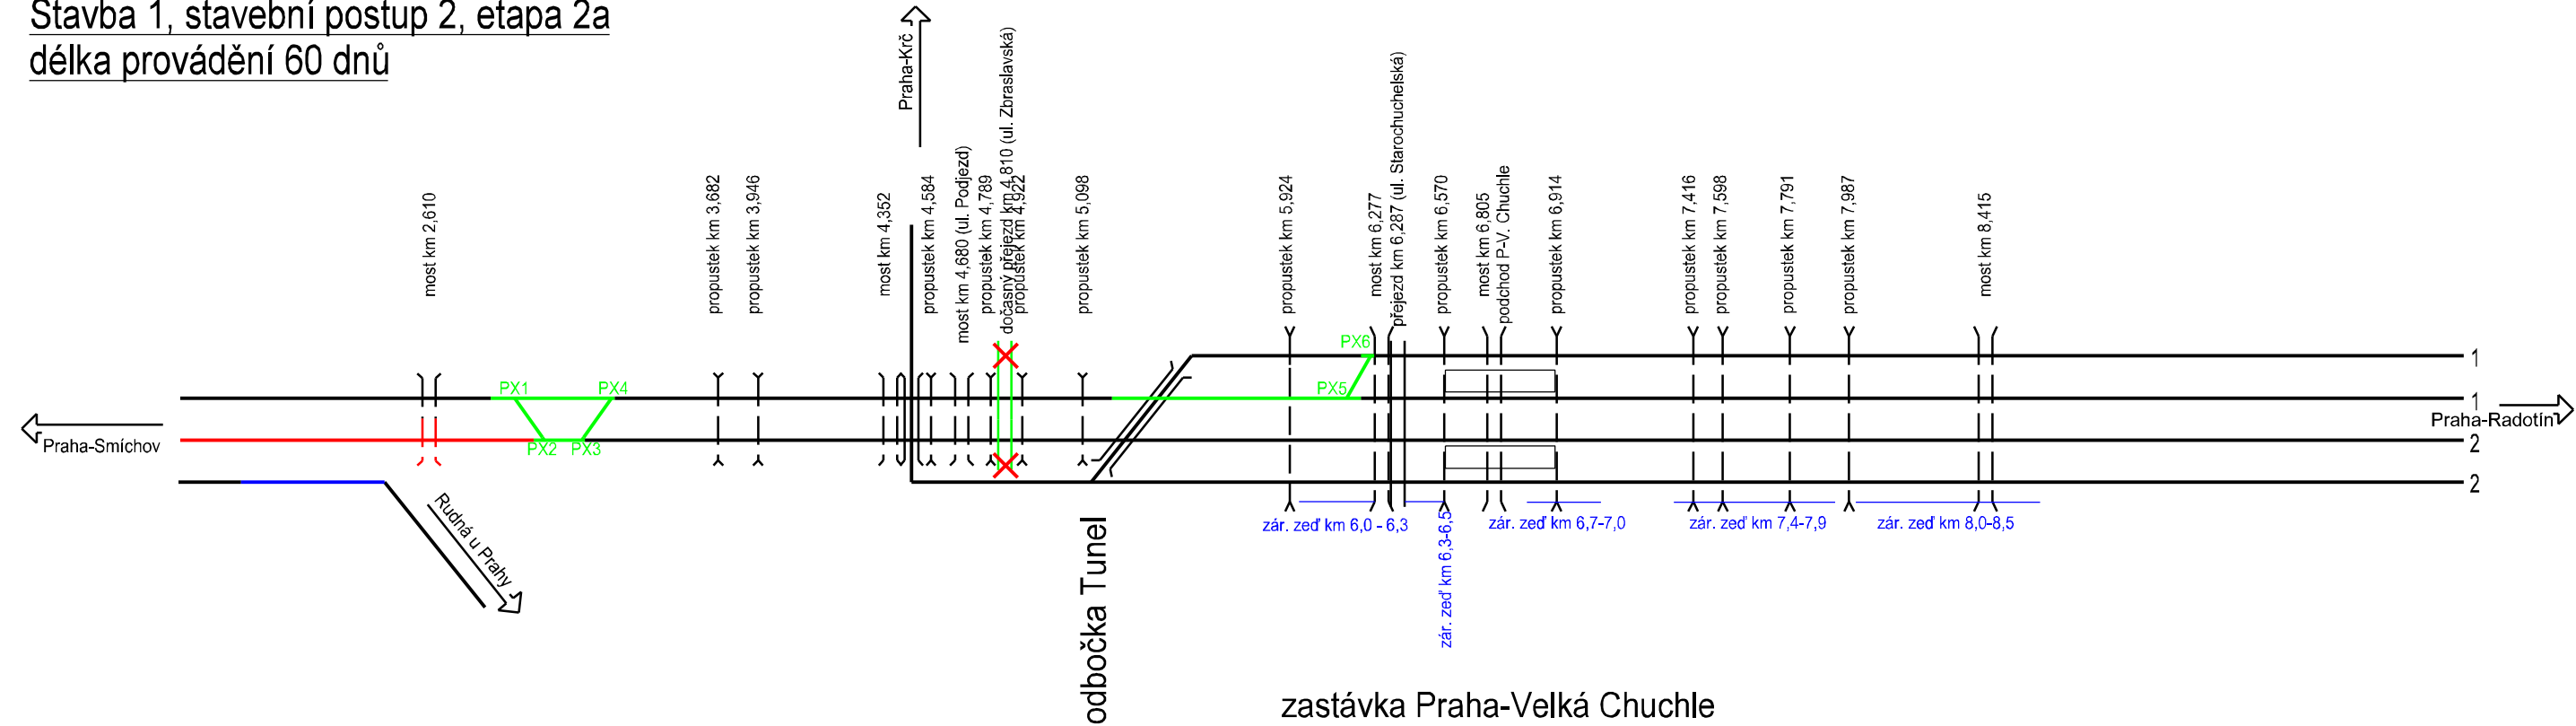 Stavba 1, stavební postup 2, etapa 2a
délka provádění 60 dnů
Praha-Krč
most km 2,610
propustek km 3,682
propustek km 3,946
most km 4,352
propustek km 4,584
most km 4,680 (ul. Podjezd)
propustek km 4,789
dočasný přejezd km 4,810 (ul. Zbraslavská)
propustek km 4,922
propustek km 5,098
propustek km 5,924
most km 6,277
přejezd km 6,287 (ul. Starochuchelská)
propustek km 6,570
most km 6,805
podchod P-V. Chuchle
propustek km 6,914
propustek km 7,416
propustek km 7,598
propustek km 7,791
propustek km 7,987
most km 8,415
PX6
1
PX1
PX4
PX5
1
Praha-Radotín
Praha-Smíchov
PX2
PX3
2
2
Rudná u Prahy
zár. zeď km 6,0 - 6,3
zár. zeď km 6,3-6,5
zár. zeď km 6,7-7,0
zár. zeď km 7,4-7,9
zár. zeď km 8,0-8,5
odbočka Tunel
zastávka Praha-Velká Chuchle